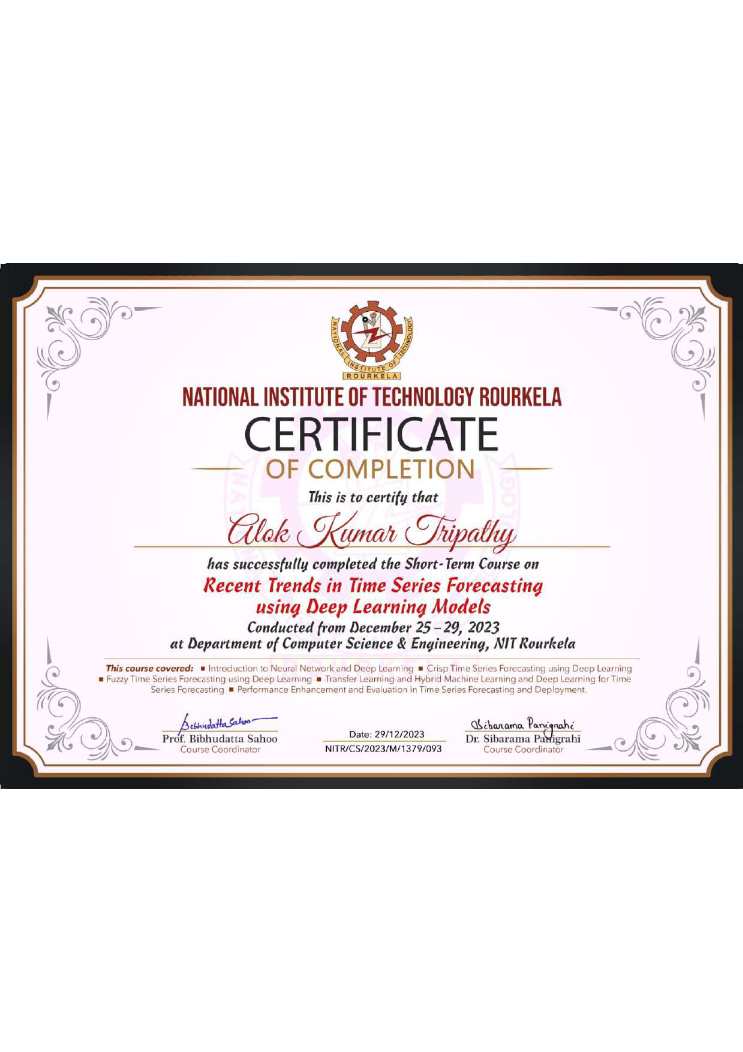 NATIONAL INSTITUTE OF TECHNOLOGY
ROURKELA
NATIONAL INSTITUTE OF TECHNOLOGY ROURKELA
CERTIFICATE
OF COMPLETION
This is to certify that
Alok Kumar Tripathy
has successfully completed the Short-Term Course on
Recent Trends in Time Series Forecasting
using Deep Learning Models
Conducted from December 25 – 29, 2023
at Department of Computer Science & Engineering, NIT Rourkela
This course covered: ■ Introduction to Neural Network and Deep Learning ■ Crisp Time Series Forecasting using Deep Learning
■ Fuzzy Time Series Forecasting using Deep Learning ■ Transfer Learning and Hybrid Machine Learning and Deep Learning for Time
Series Forecasting ■ Performance Enhancement and Evaluation in Time Series Forecasting and Deployment.
Bibhudatta Sahoo
Prof. Bibhudatta Sahoo
Course Coordinator
Date: 29/12/2023
NITR/CS/2023/M/1379/093
Sibarama Panigrahi
Dr. Sibarama Panigrahi
Course Coordinator